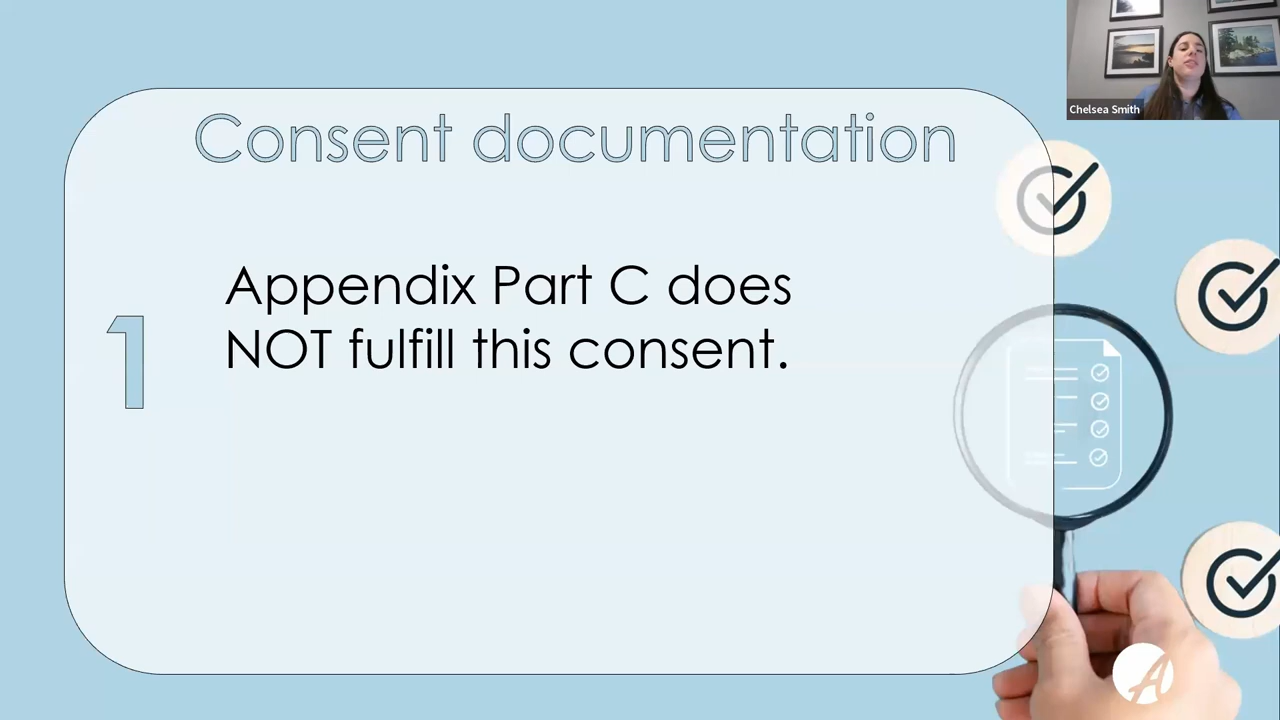 Chelsea Smith
Consent documentation
1
Appendix Part C does
NOT fulfill this consent.
A